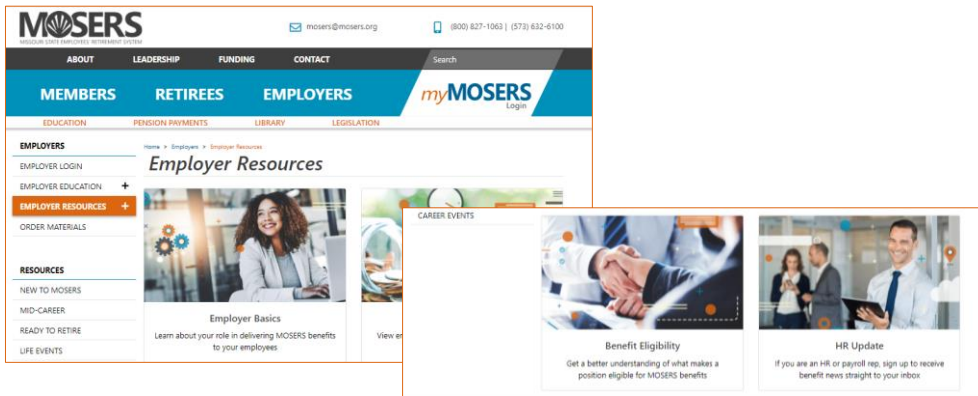 MOSERS
MISSOURI STATE EMPLOYEES RETIREMENT SYSTEM
mosers@mosers.org
(800) 827-1063 | (573) 632-6100
ABOUT LEADERSHIP FUNDING CONTACT
Search
MEMBERS RETIREES EMPLOYERS
myMOSERS
Login
EDUCATION PENSION PAYMENTS LIBRARY LEGISLATION
EMPLOYERS
EMPLOYER LOGIN
EMPLOYER EDUCATION +
EMPLOYER RESOURCES +
ORDER MATERIALS
RESOURCES
NEW TO MOSERS
MID-CAREER
READY TO RETIRE
LIFE EVENTS
Home > Employers > Employer Resources
Employer Resources
Employer Basics
Learn about your role in delivering MOSERS benefits
to your employees
View
CAREER EVENTS
Benefit Eligibility
Get a better understanding of what makes a
position eligible for MOSERS benefits
HR Update
If you are an HR or payroll rep, sign up to receive
benefit news straight to your inbox